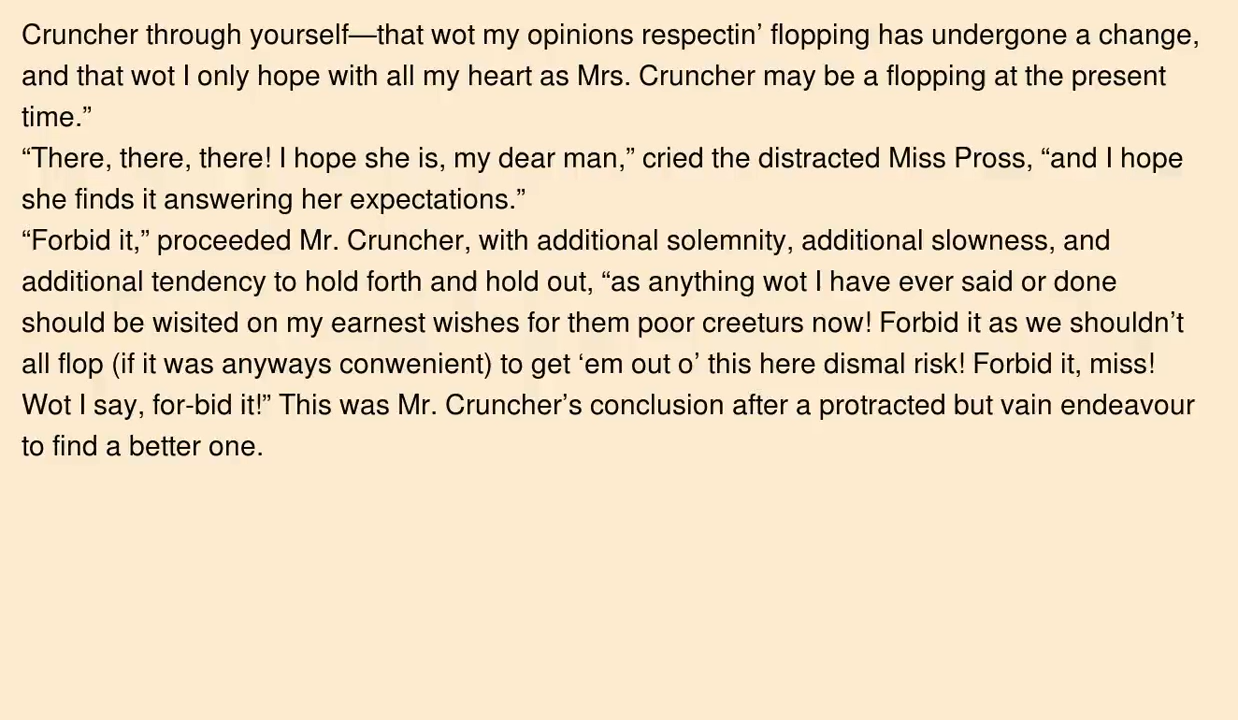 Cruncher through yourself—that wot my opinions respectin’ flopping has undergone a change,
and that wot I only hope with all my heart as Mrs. Cruncher may be a flopping at the present
time.”
“There, there, there! I hope she is, my dear man,” cried the distracted Miss Pross, “and I hope
she finds it answering her expectations.”
“Forbid it,” proceeded Mr. Cruncher, with additional solemnity, additional slowness, and
additional tendency to hold forth and hold out, “as anything wot I have ever said or done
should be wisited on my earnest wishes for them poor creeturs now! Forbid it as we shouldn’t
all flop (if it was anyways conwenient) to get ‘em out o’ this here dismal risk! Forbid it, miss!
Wot I say, for-bid it!” This was Mr. Cruncher’s conclusion after a protracted but vain endeavour
to find a better one.